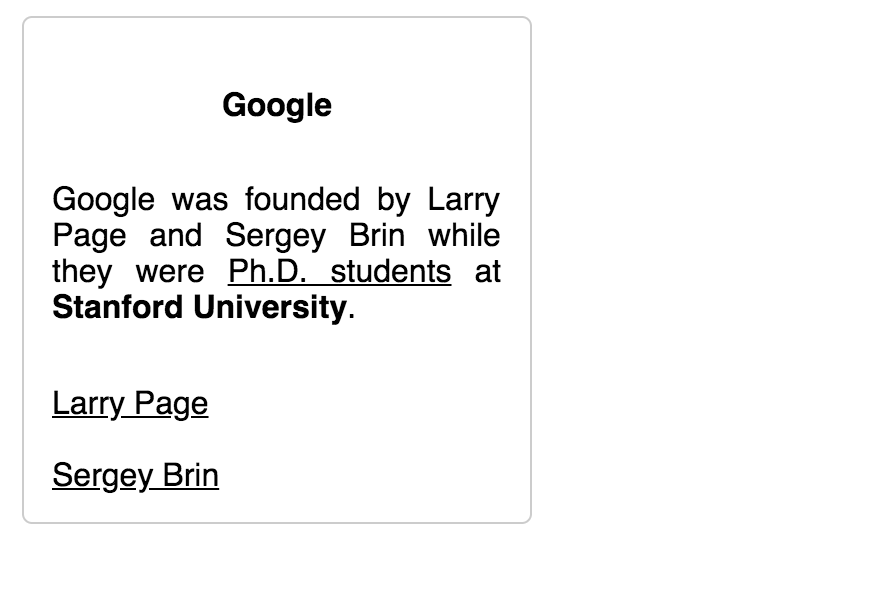 Google
Google was founded by Larry
Page and Sergey Brin while
they were Ph.D. students at
Stanford University.
Larry Page
Sergey Brin